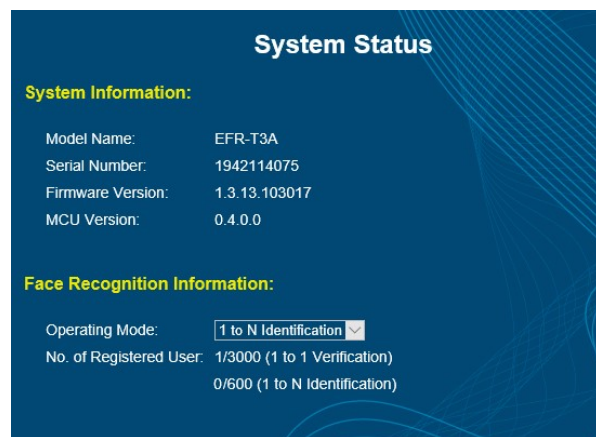 System Status
System Information:
Model Name: EFR-T3A
Serial Number: 1942114075
Firmware Version: 1.3.13.103017
MCU Version: 0.4.0.0
Face Recognition Information:
Operating Mode: 1 to N Identification
No. of Registered User: 1/3000 (1 to 1 Verification)
0/600 (1 to N Identification)